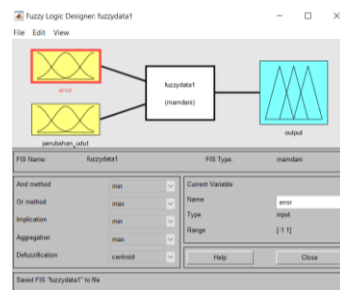 Fuzzy Logic Designer: fuzzydata1
File Edit View
error
perubahan_udut
fuzzydata1
(mamdani)
output
FIS Name: fuzzydata1 FIS Type: mamdani
And method min
Or method max
Implication min
Aggregation max
Defuzzification centroid
Current Variable
Name error
Type input
Range [-1 1]
Help Close
Saved FIS "fuzzydata1" to file